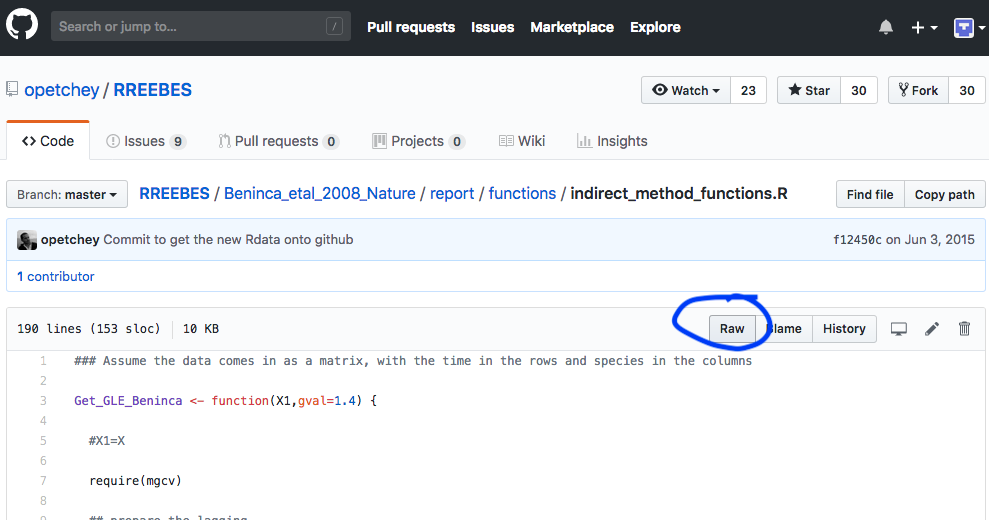 Search or jump to... / Pull requests Issues Marketplace Explore
opetchey / RREEBES Watch 23 Star 30 Fork 30
<> Code Issues 9 Pull requests 0 Projects 0 Wiki Insights
Branch: master RREEBES / Beninca_etal_2008_Nature / report / functions / indirect_method_functions.R Find file Copy path
opetchey Commit to get the new Rdata onto github f12450c on Jun 3, 2015
1 contributor
190 lines (153 sloc) 10 KB Raw Blame History
1 ### Assume the data comes in as a matrix, with the time in the rows and species in the columns
2
3 Get_GLE_Beninca <- function(X1,gval=1.4) {
4
5 #X1=X
6
7 require(mgcv)
8
9 ## prepare the lagging